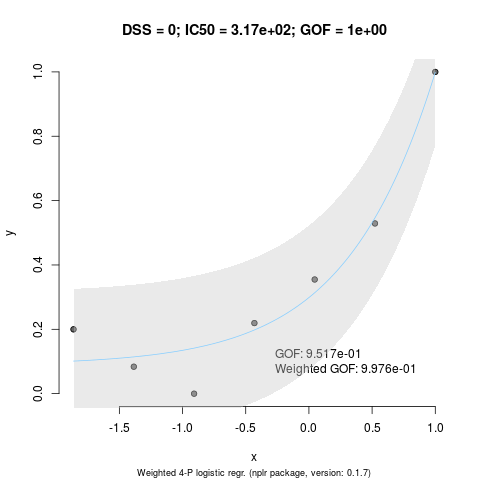 DSS = 0; IC50 = 3.17e+02; GOF = 1e+00
1.0
0.8
0.6
y
0.4
0.2
0.0
GOF: 9.517e-01
Weighted GOF: 9.976e-01
-1.5 -1.0 -0.5 0.0 0.5 1.0
x
Weighted 4-P logistic regr. (nplr package, version: 0.1.7)